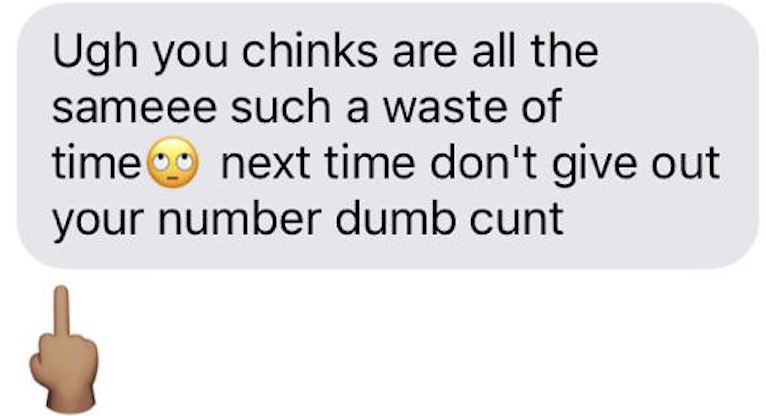 Ugh you chinks are all the
sameee such a waste of
time🙄 next time don't give out
your number dumb cunt
🖕🏽